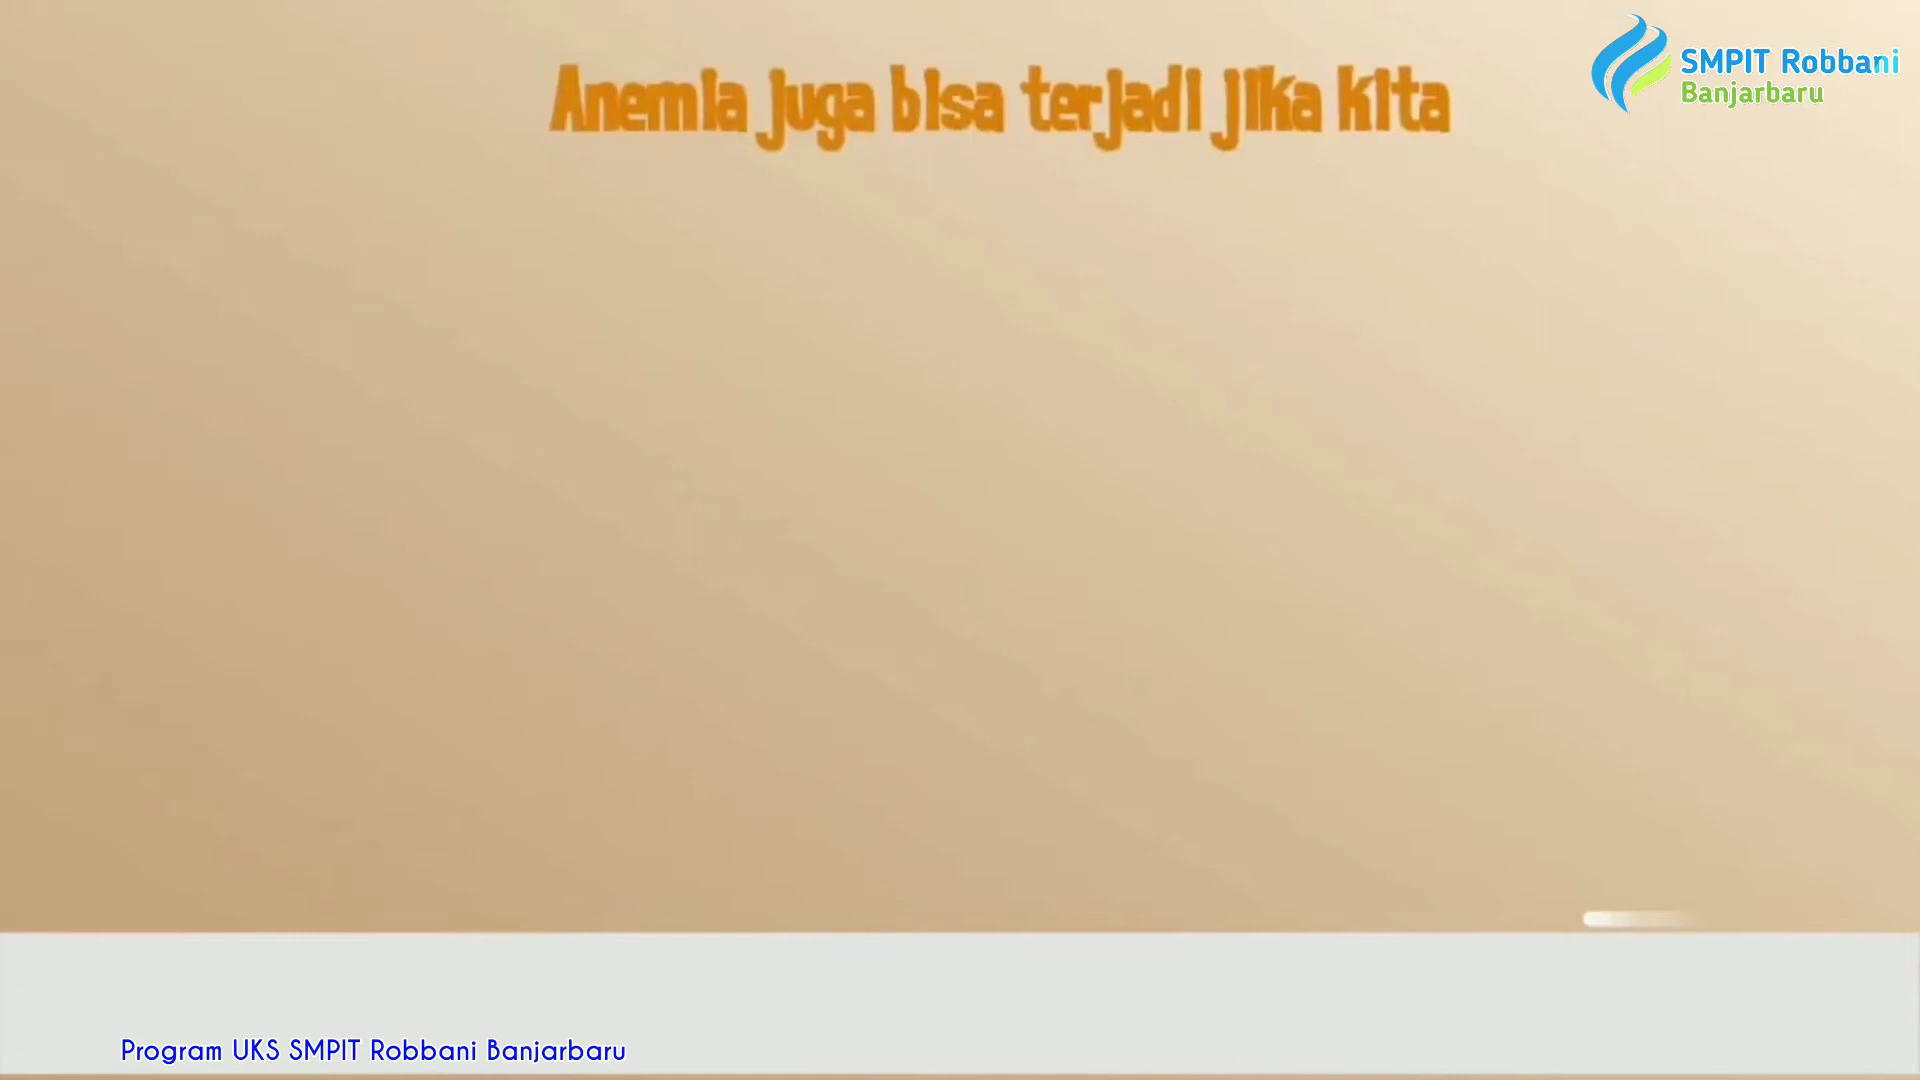 Anemia juga bisa terjadi jika kita
SMPIT Robbani
Banjarbaru
Program UKS SMPIT Robbani Banjarbaru